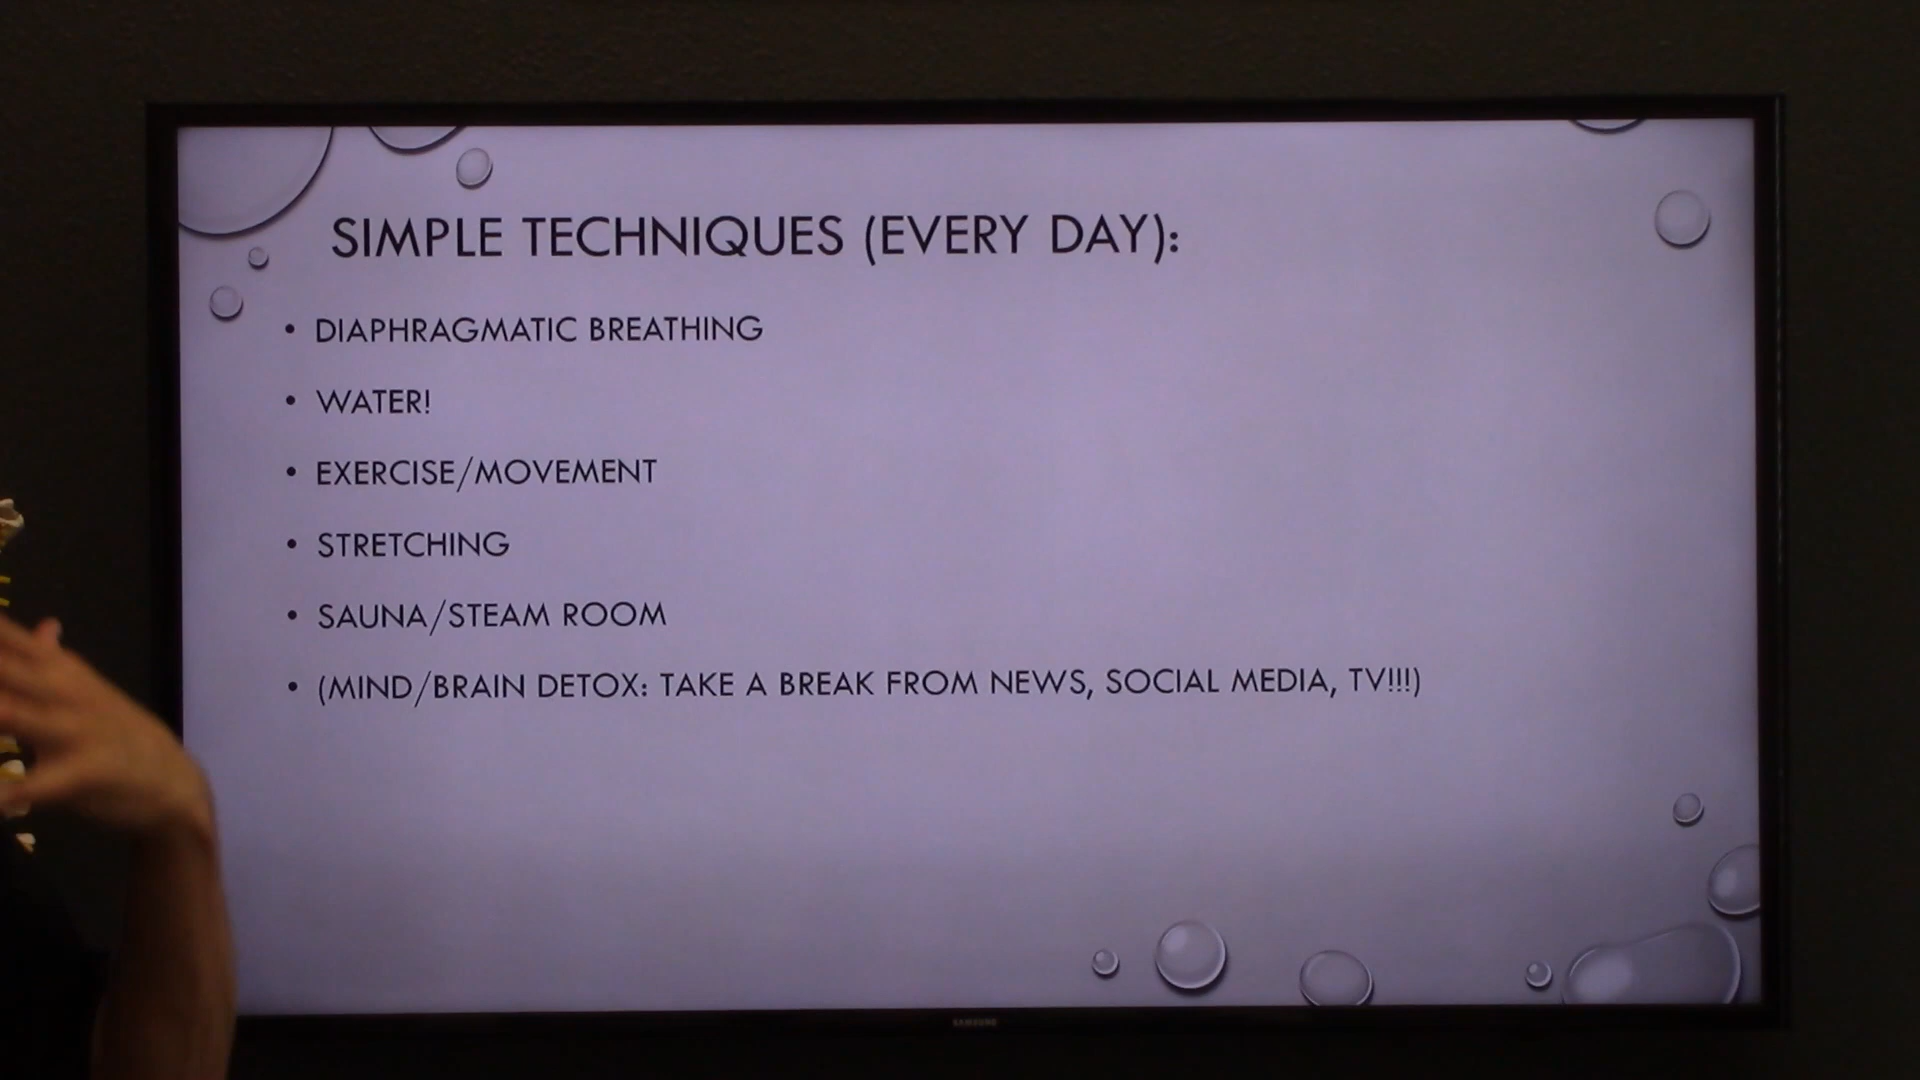 SIMPLE TECHNIQUES (EVERY DAY):
• DIAPHRAGMATIC BREATHING
• WATER!
• EXERCISE/MOVEMENT
• STRETCHING
• SAUNA/STEAM ROOM
• (MIND/BRAIN DETOX: TAKE A BREAK FROM NEWS, SOCIAL MEDIA, TV!!!)
SAMSUNG